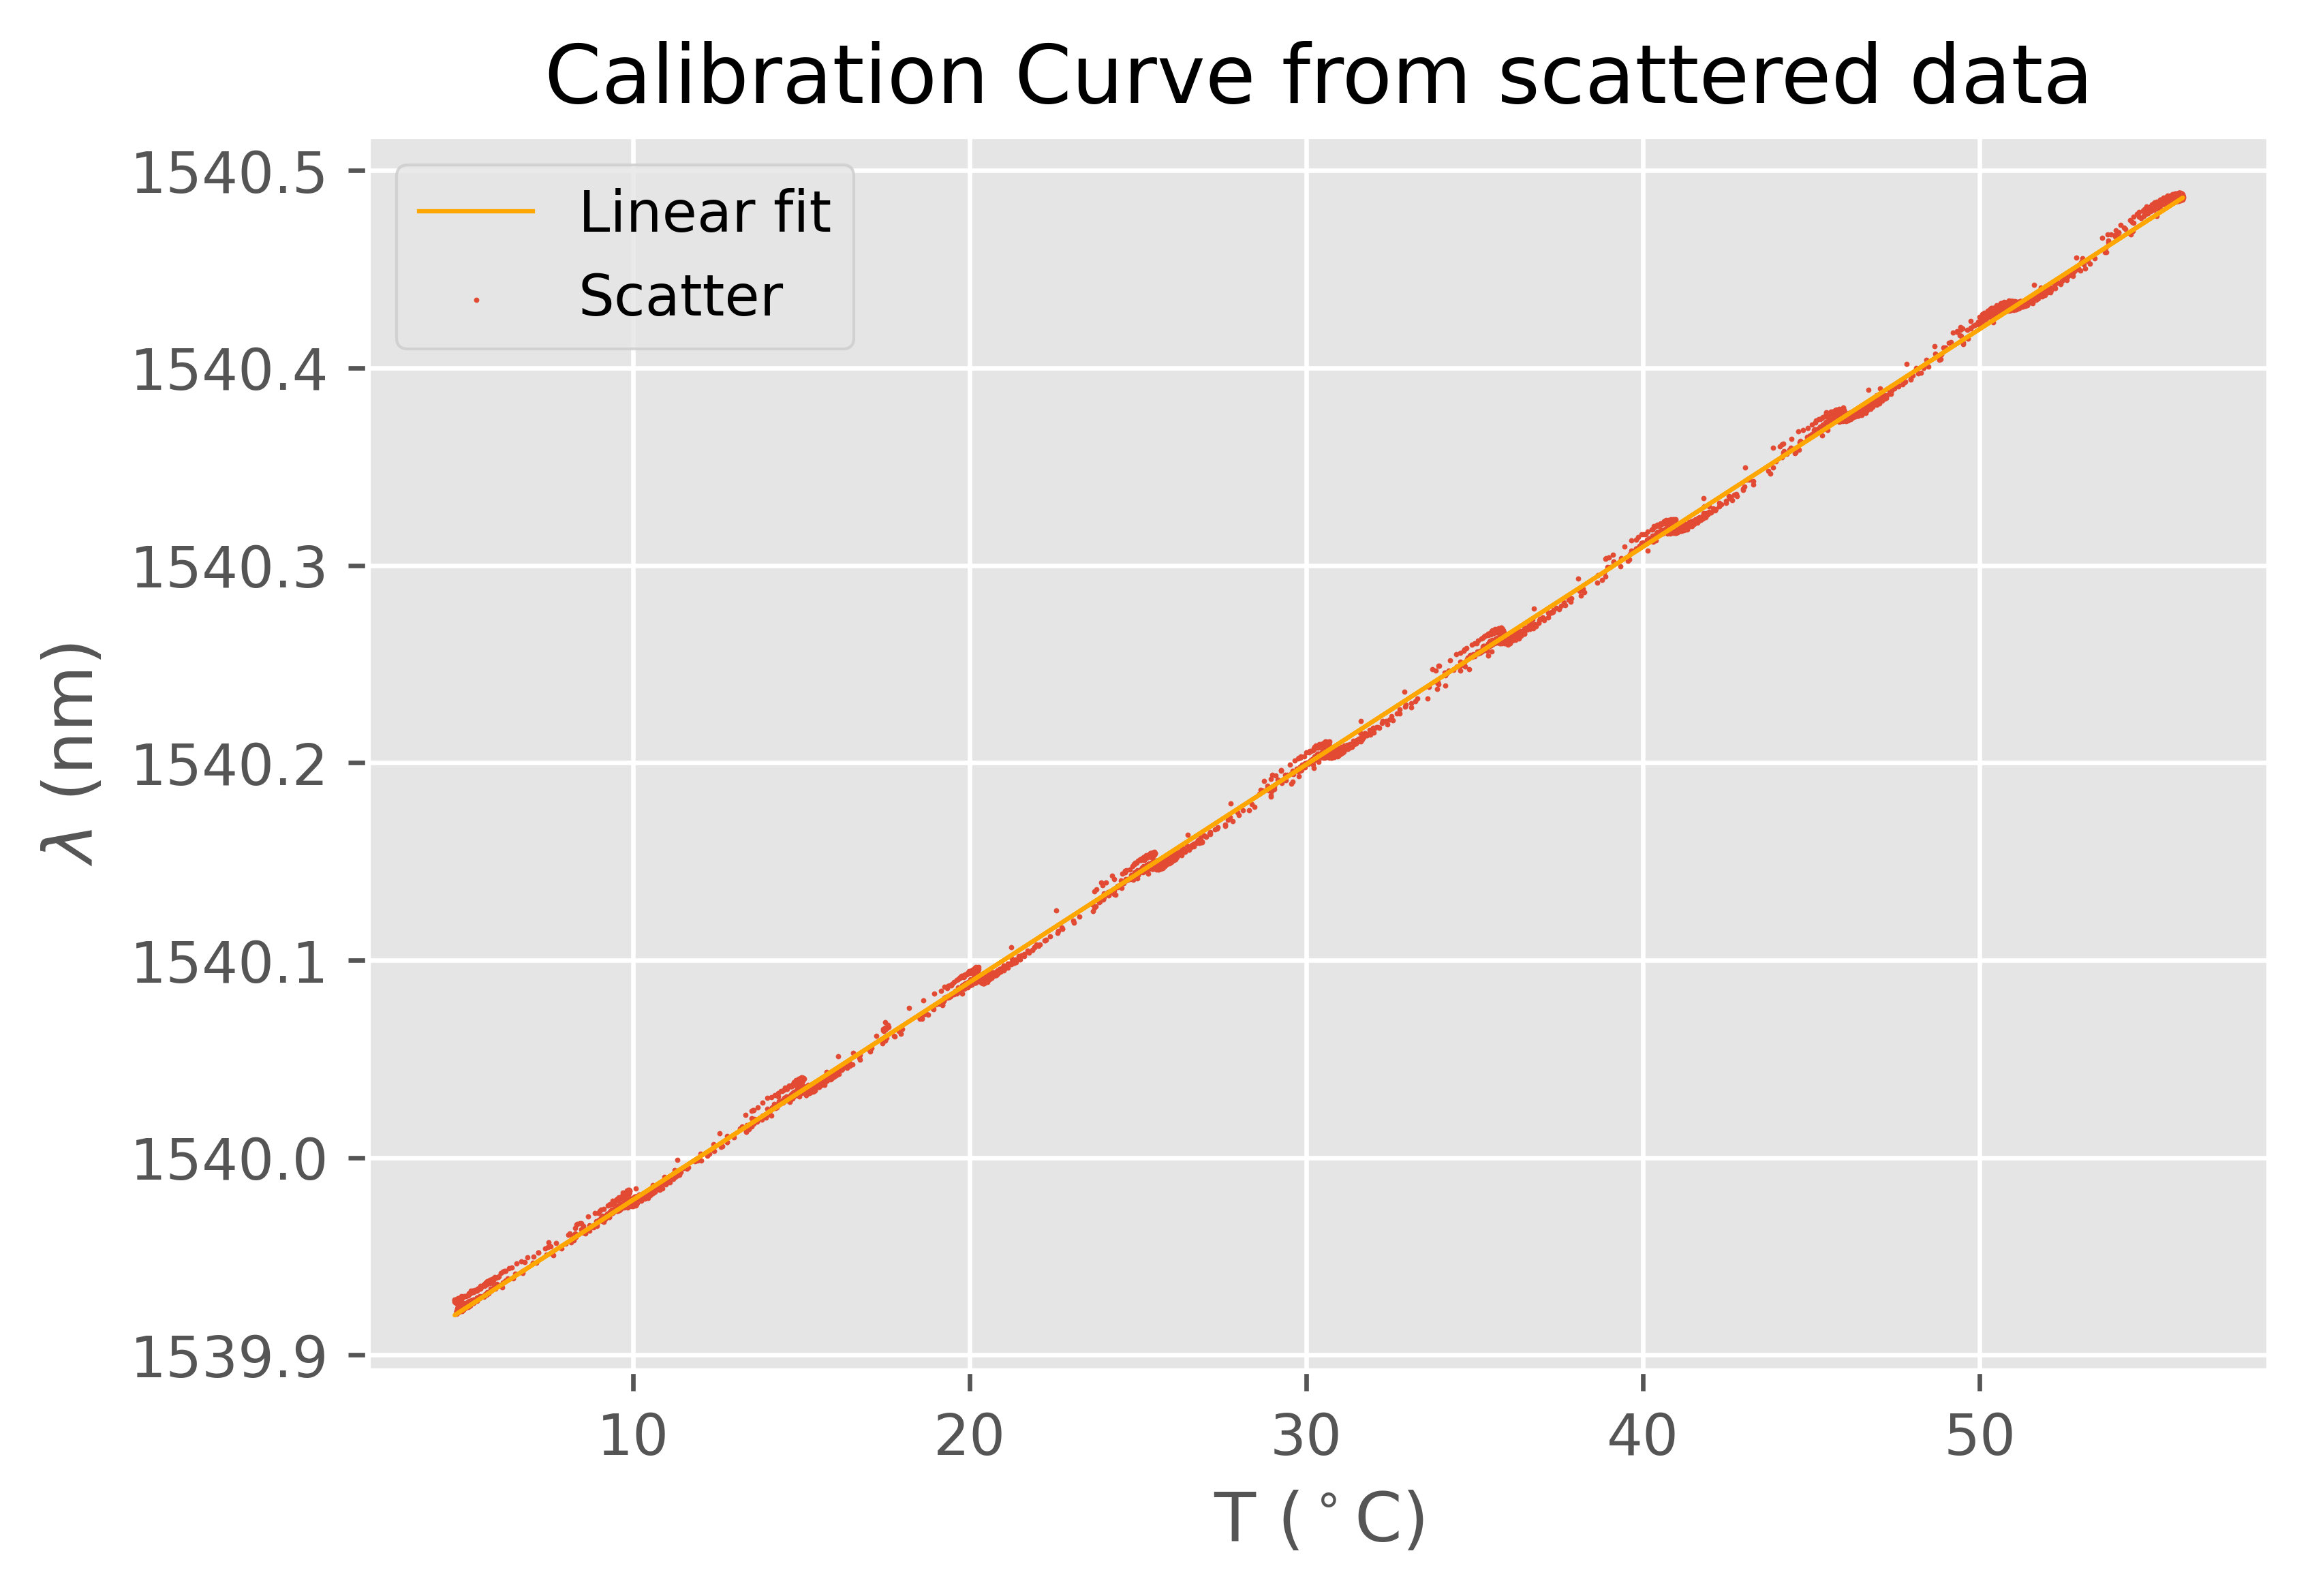 Calibration Curve from scattered data
1540.5
1540.4
1540.3
1540.2
1540.1
1540.0
1539.9
λ (nm)
Linear fit
Scatter
10 20 30 40 50
T (°C)